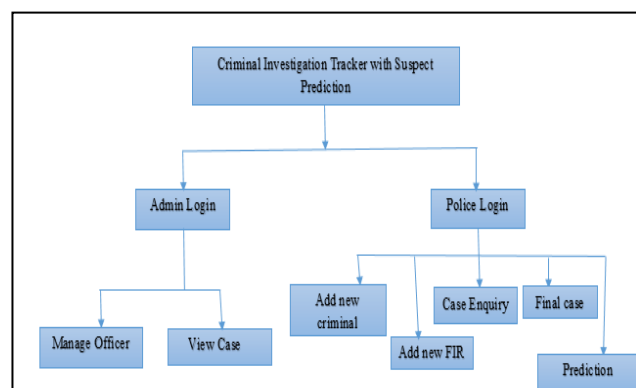 Criminal Investigation Tracker with Suspect
Prediction
Admin Login
Police Login
Add new
criminal
Case Enquiry
Final case
Manage Officer
View Case
Add new FIR
Prediction